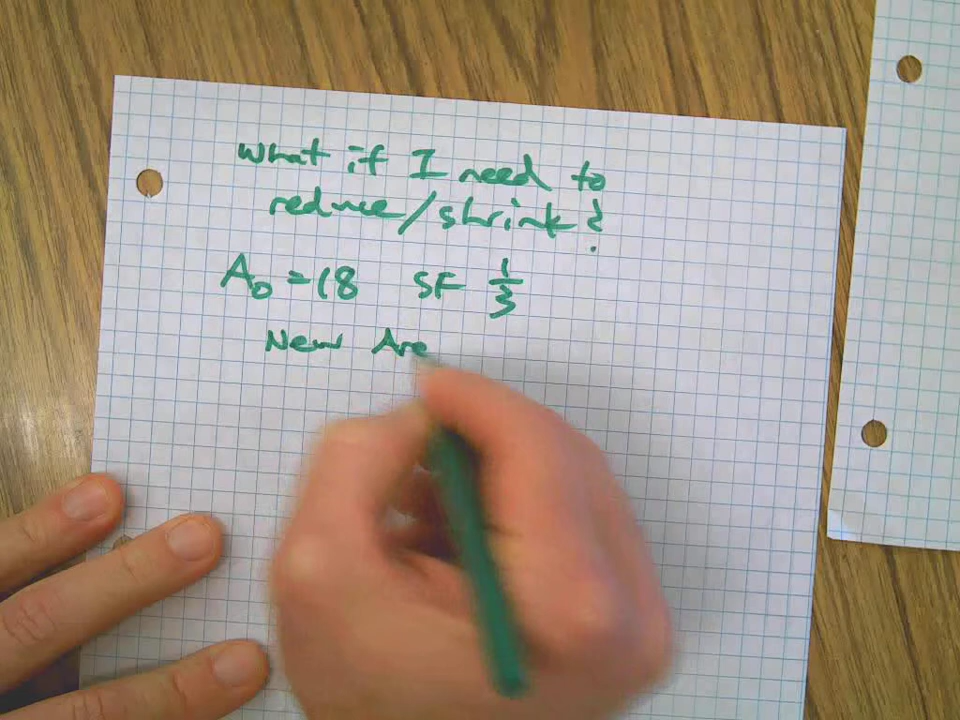 What if I need to
reduce/shrink?
A₀ = 18 SF 1/3
New Are